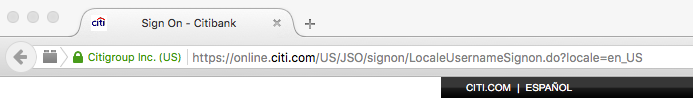 citi Sign On - Citibank
Citigroup Inc. (US) https://online.citi.com/US/JSO/signon/LocaleUsernameSignon.do?locale=en_US
CITI.COM | ESPAÑOL